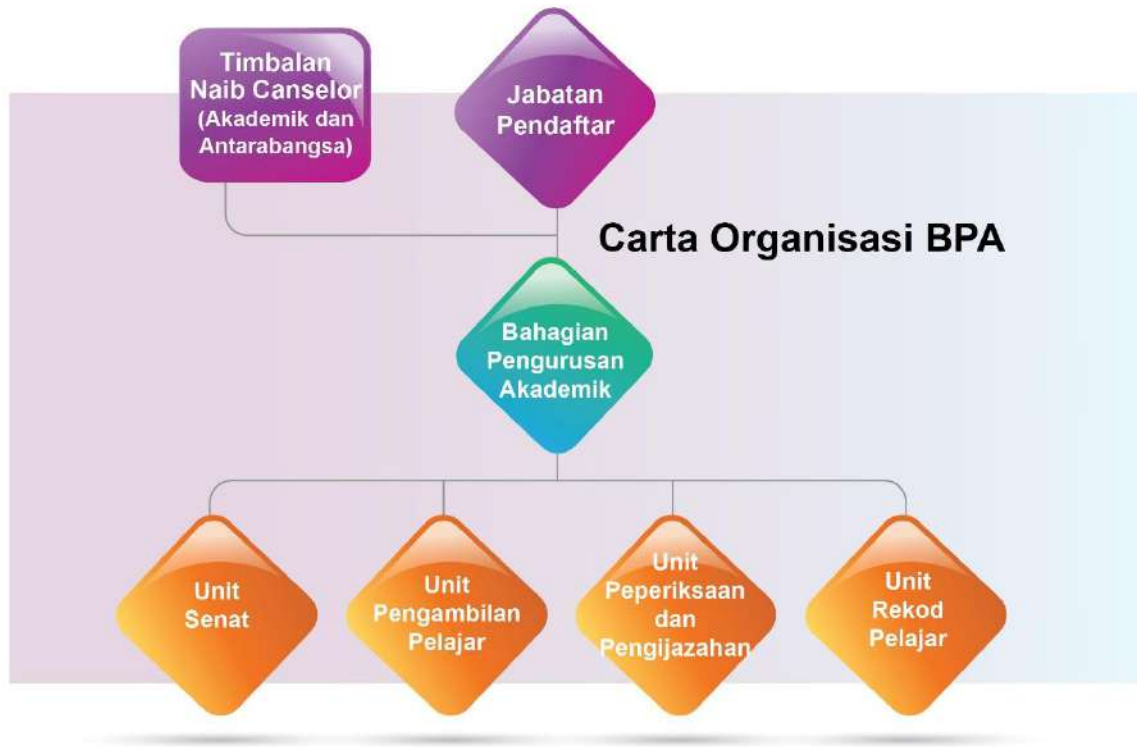 Timbalan
Naib Canselor
(Akademik dan
Antarabangsa)
Jabatan
Pendaftar
Carta Organisasi BPA
Bahagian
Pengurusan
Akademik
Unit
Senat
Unit
Pengambilan
Pelajar
Unit
Peperiksaan
dan
Pengijazahan
Unit
Rekod
Pelajar